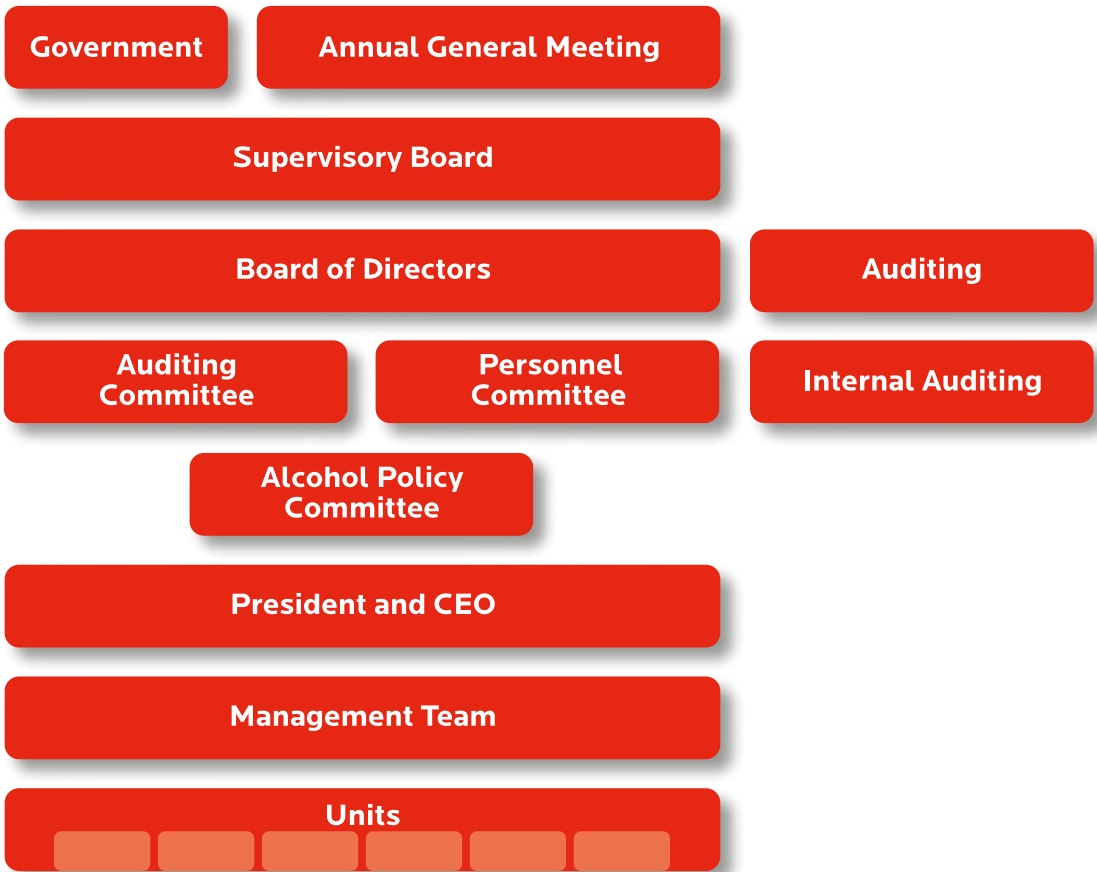 Government
Annual General Meeting
Supervisory Board
Board of Directors
Auditing
Auditing
Committee
Personnel
Committee
Internal Auditing
Alcohol Policy
Committee
President and CEO
Management Team
Units